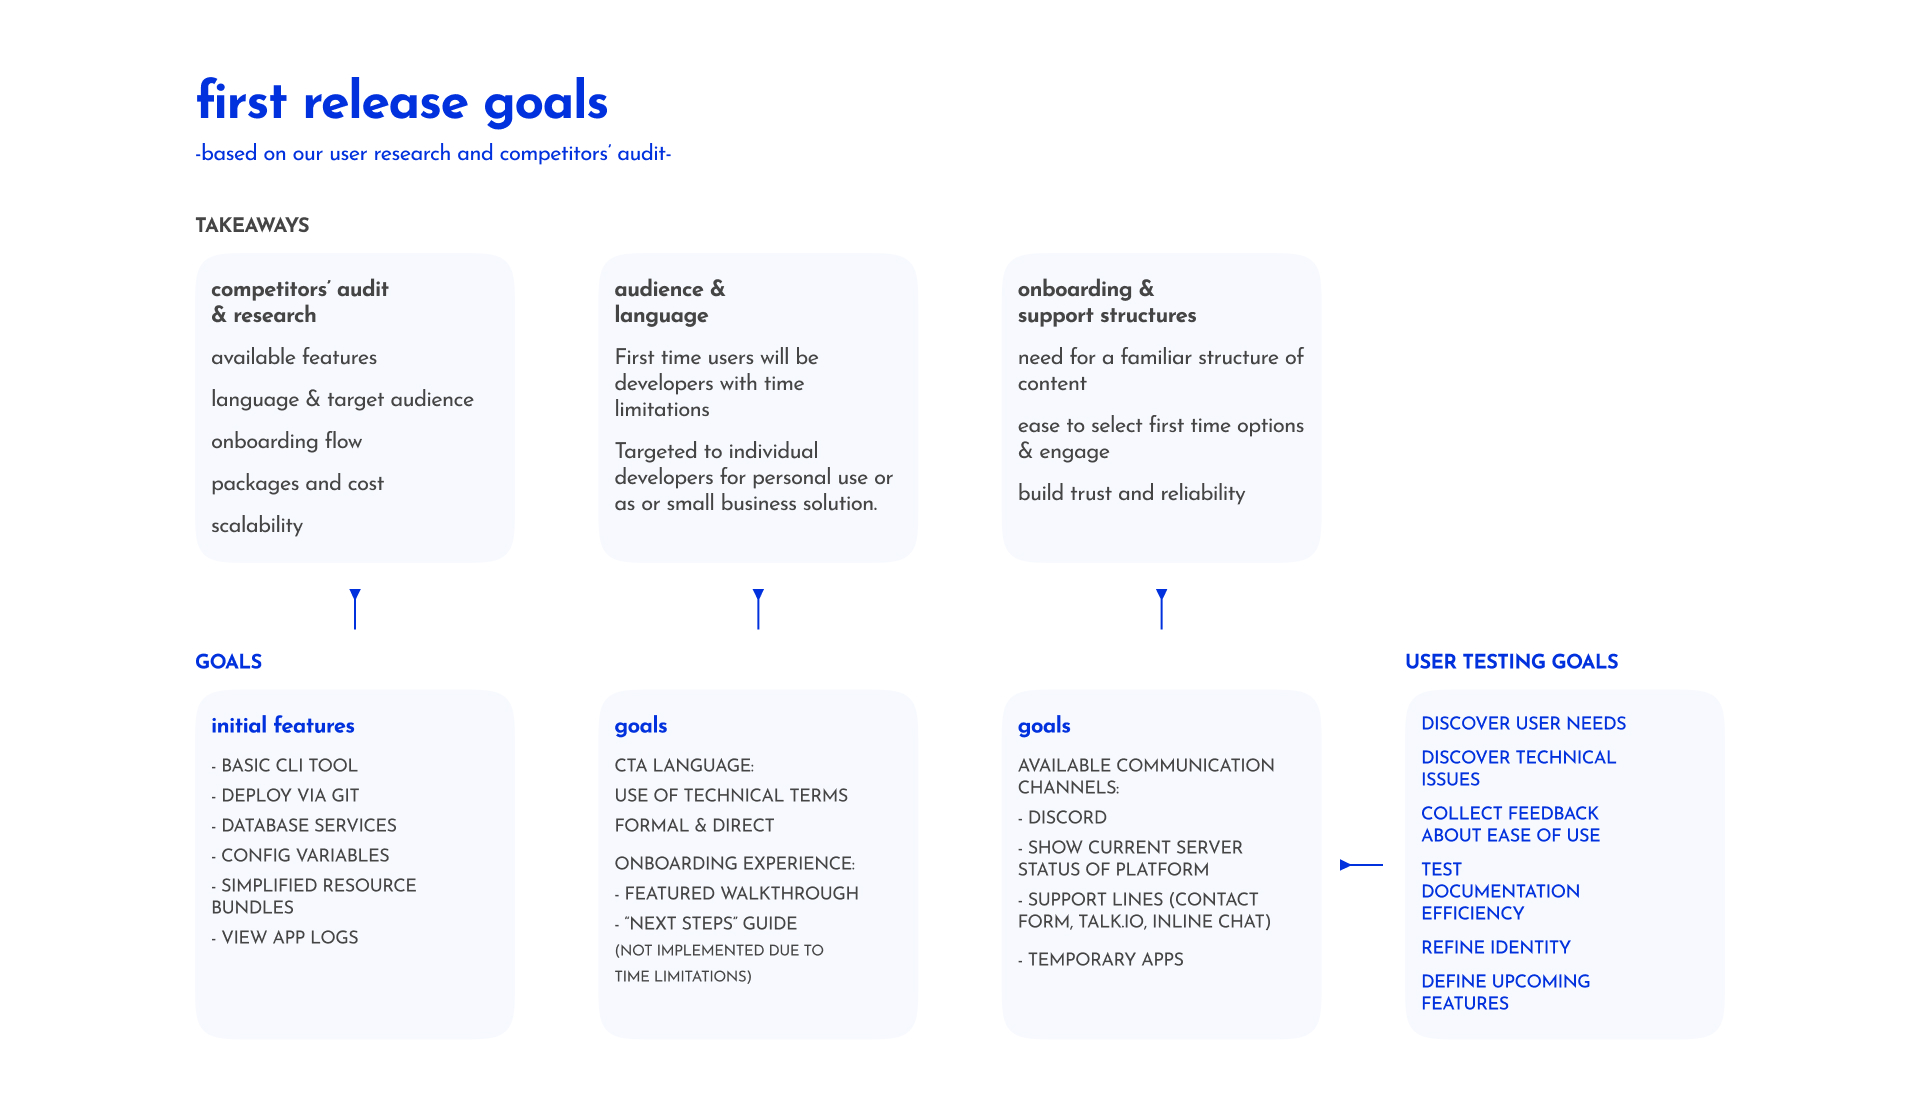 first release goals
-based on our user research and competitors’ audit-
TAKEAWAYS
competitors’ audit
& research
available features
language & target audience
onboarding flow
packages and cost
scalability
audience &
language
First time users will be
developers with time
limitations
Targeted to individual
developers for personal use or
as or small business solution.
onboarding &
support structures
need for a familiar structure of
content
ease to select first time options
& engage
build trust and reliability
GOALS
initial features
- BASIC CLI TOOL
- DEPLOY VIA GIT
- DATABASE SERVICES
- CONFIG VARIABLES
- SIMPLIFIED RESOURCE
BUNDLES
- VIEW APP LOGS
goals
CTA LANGUAGE:
USE OF TECHNICAL TERMS
FORMAL & DIRECT
ONBOARDING EXPERIENCE:
- FEATURED WALKTHROUGH
- “NEXT STEPS” GUIDE
(NOT IMPLEMENTED DUE TO
TIME LIMITATIONS)
goals
AVAILABLE COMMUNICATION
CHANNELS:
- DISCORD
- SHOW CURRENT SERVER
STATUS OF PLATFORM
- SUPPORT LINES (CONTACT
FORM, TALK.IO, INLINE CHAT)
- TEMPORARY APPS
USER TESTING GOALS
DISCOVER USER NEEDS
DISCOVER TECHNICAL
ISSUES
COLLECT FEEDBACK
ABOUT EASE OF USE
TEST
DOCUMENTATION
EFFICIENCY
REFINE IDENTITY
DEFINE UPCOMING
FEATURES